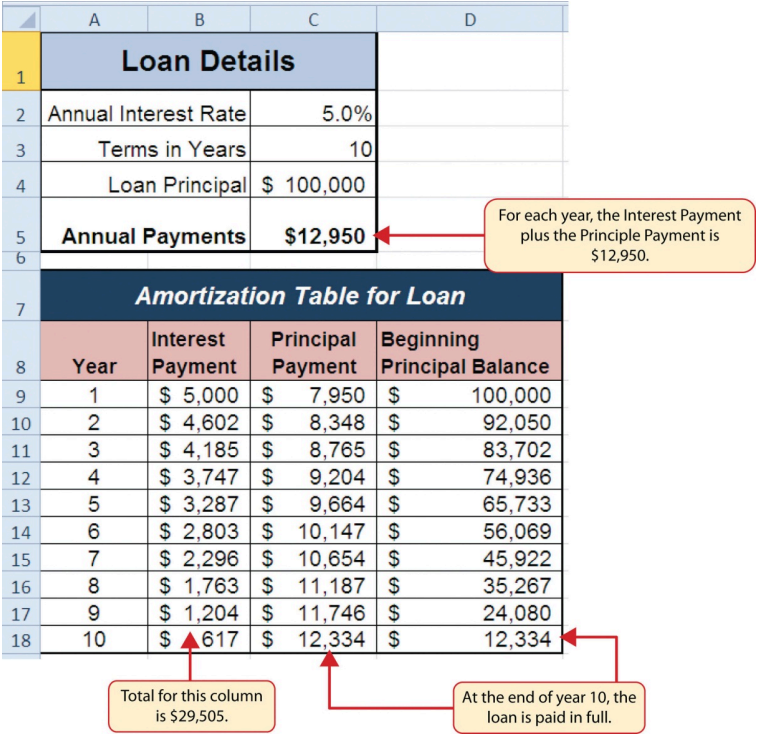 A B C D
1 Loan Details
2 Annual Interest Rate 5.0%
3 Terms in Years 10
4 Loan Principal $ 100,000
5 Annual Payments $12,950
For each year, the Interest Payment
plus the Principle Payment is
$12,950.
6
7 Amortization Table for Loan
Interest Principal Beginning
8 Year Payment Payment Principal Balance
9 1 $ 5,000 $ 7,950 $ 100,000
10 2 $ 4,602 $ 8,348 $ 92,050
11 3 $ 4,185 $ 8,765 $ 83,702
12 4 $ 3,747 $ 9,204 $ 74,936
13 5 $ 3,287 $ 9,664 $ 65,733
14 6 $ 2,803 $ 10,147 $ 56,069
15 7 $ 2,296 $ 10,654 $ 45,922
16 8 $ 1,763 $ 11,187 $ 35,267
17 9 $ 1,204 $ 11,746 $ 24,080
18 10 $ 617 $ 12,334 $ 12,334
Total for this column
is $29,505.
At the end of year 10, the
loan is paid in full.